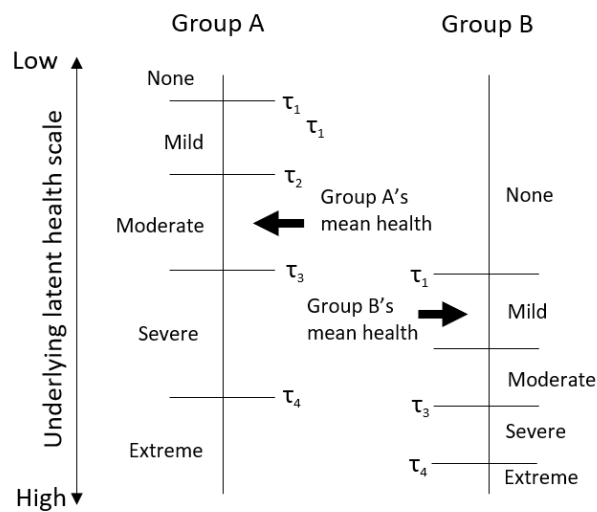 Group A
Group B
Low
None
τ1
τ1
Mild
τ2
Group A's
mean health
None
Moderate
τ3
τ1
Group B's
mean health
Mild
Severe
Moderate
τ4
τ3
Severe
Extreme
τ4
Extreme
High
Underlying latent health scale